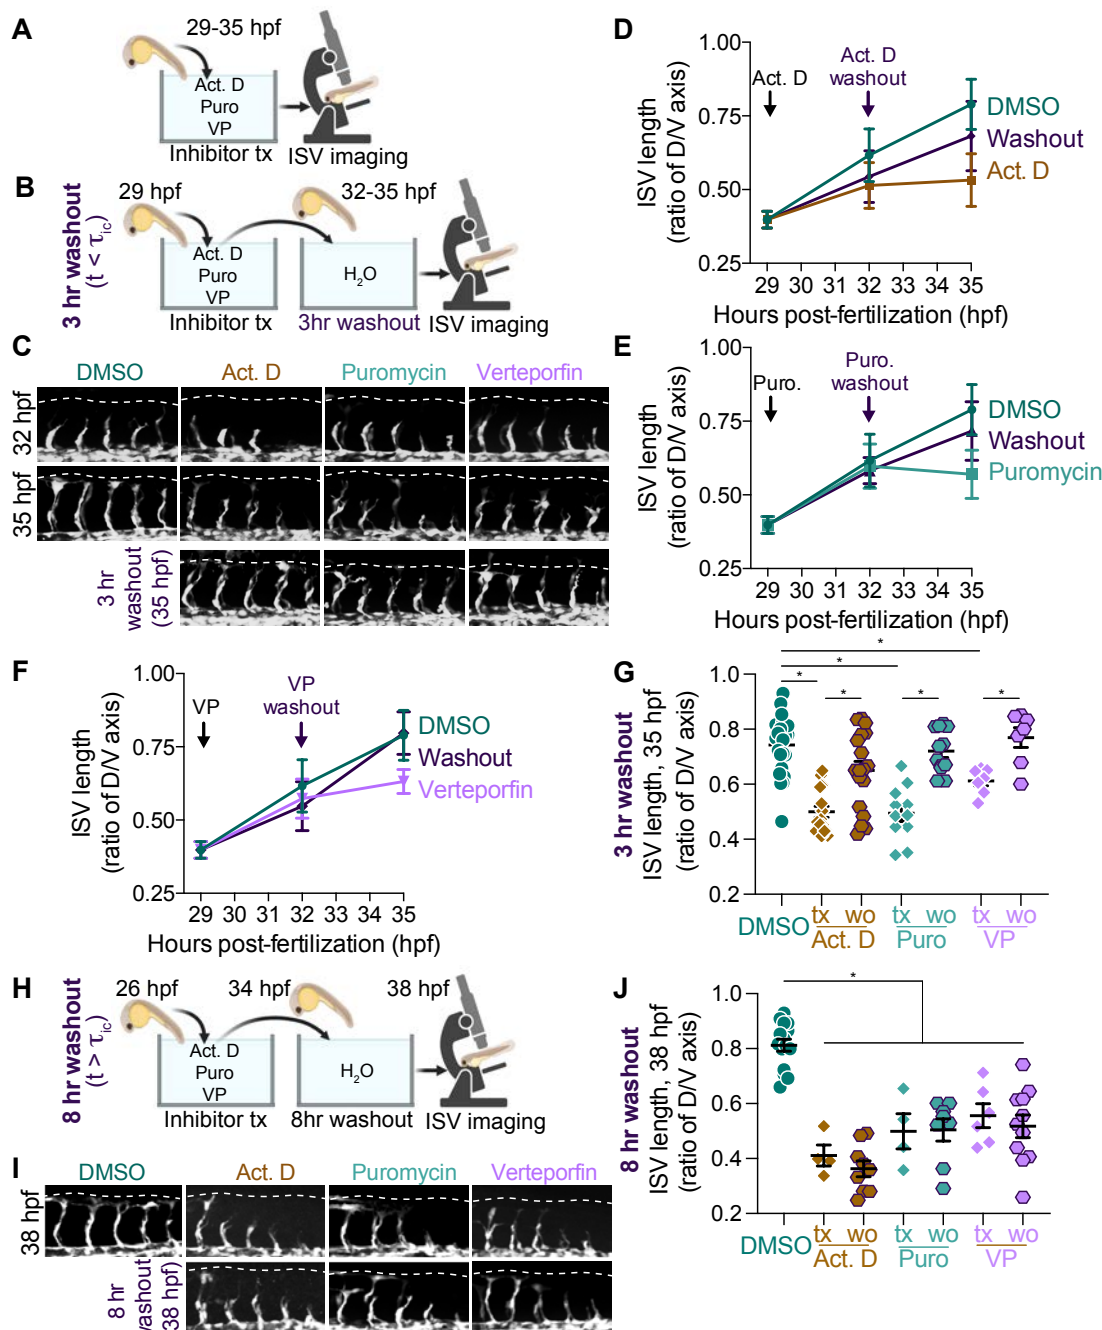 A
29-35 hpf
Act. D
Puro
VP
Inhibitor tx
ISV imaging
B
3 hr washout
(t < τic)
29 hpf
32-35 hpf
Act. D
Puro
VP
H2O
Inhibitor tx
3hr washout
ISV imaging
C
DMSO
Act. D
Puromycin
Verteporfin
32 hpf
35 hpf
3 hr
washout
(35 hpf)
D
ISV length
(ratio of D/V axis)
1.00
0.75
0.50
0.25
Act. D
Act. D
washout
DMSO
Washout
Act. D
29 30 31 32 33 34 35
Hours post-fertilization (hpf)
E
ISV length
(ratio of D/V axis)
1.00
0.75
0.50
0.25
Puro.
Puro.
washout
DMSO
Washout
Puromycin
29 30 31 32 33 34 35
Hours post-fertilization (hpf)
F
ISV length
(ratio of D/V axis)
1.00
0.75
0.50
0.25
VP
VP
washout
DMSO
Washout
Verteporfin
29 30 31 32 33 34 35
Hours post-fertilization (hpf)
G
3 hr washout
ISV length, 35 hpf
(ratio of D/V axis)
1.0
0.8
0.6
0.4
0.2
*
*
* * * *
DMSO
tx wo tx wo tx wo
Act. D Puro VP
H
8 hr washout
(t > τic)
26 hpf
34 hpf
38 hpf
Act. D
Puro
VP
H2O
Inhibitor tx
8hr washout
ISV imaging
I
DMSO
Act. D
Puromycin
Verteporfin
38 hpf
8 hr
washout
38 hpf)
J
8 hr washout
ISV length, 38 hpf
(ratio of D/V axis)
1.0
0.8
0.6
0.4
0.2
*
DMSO
tx wo tx wo tx wo
Act. D Puro VP